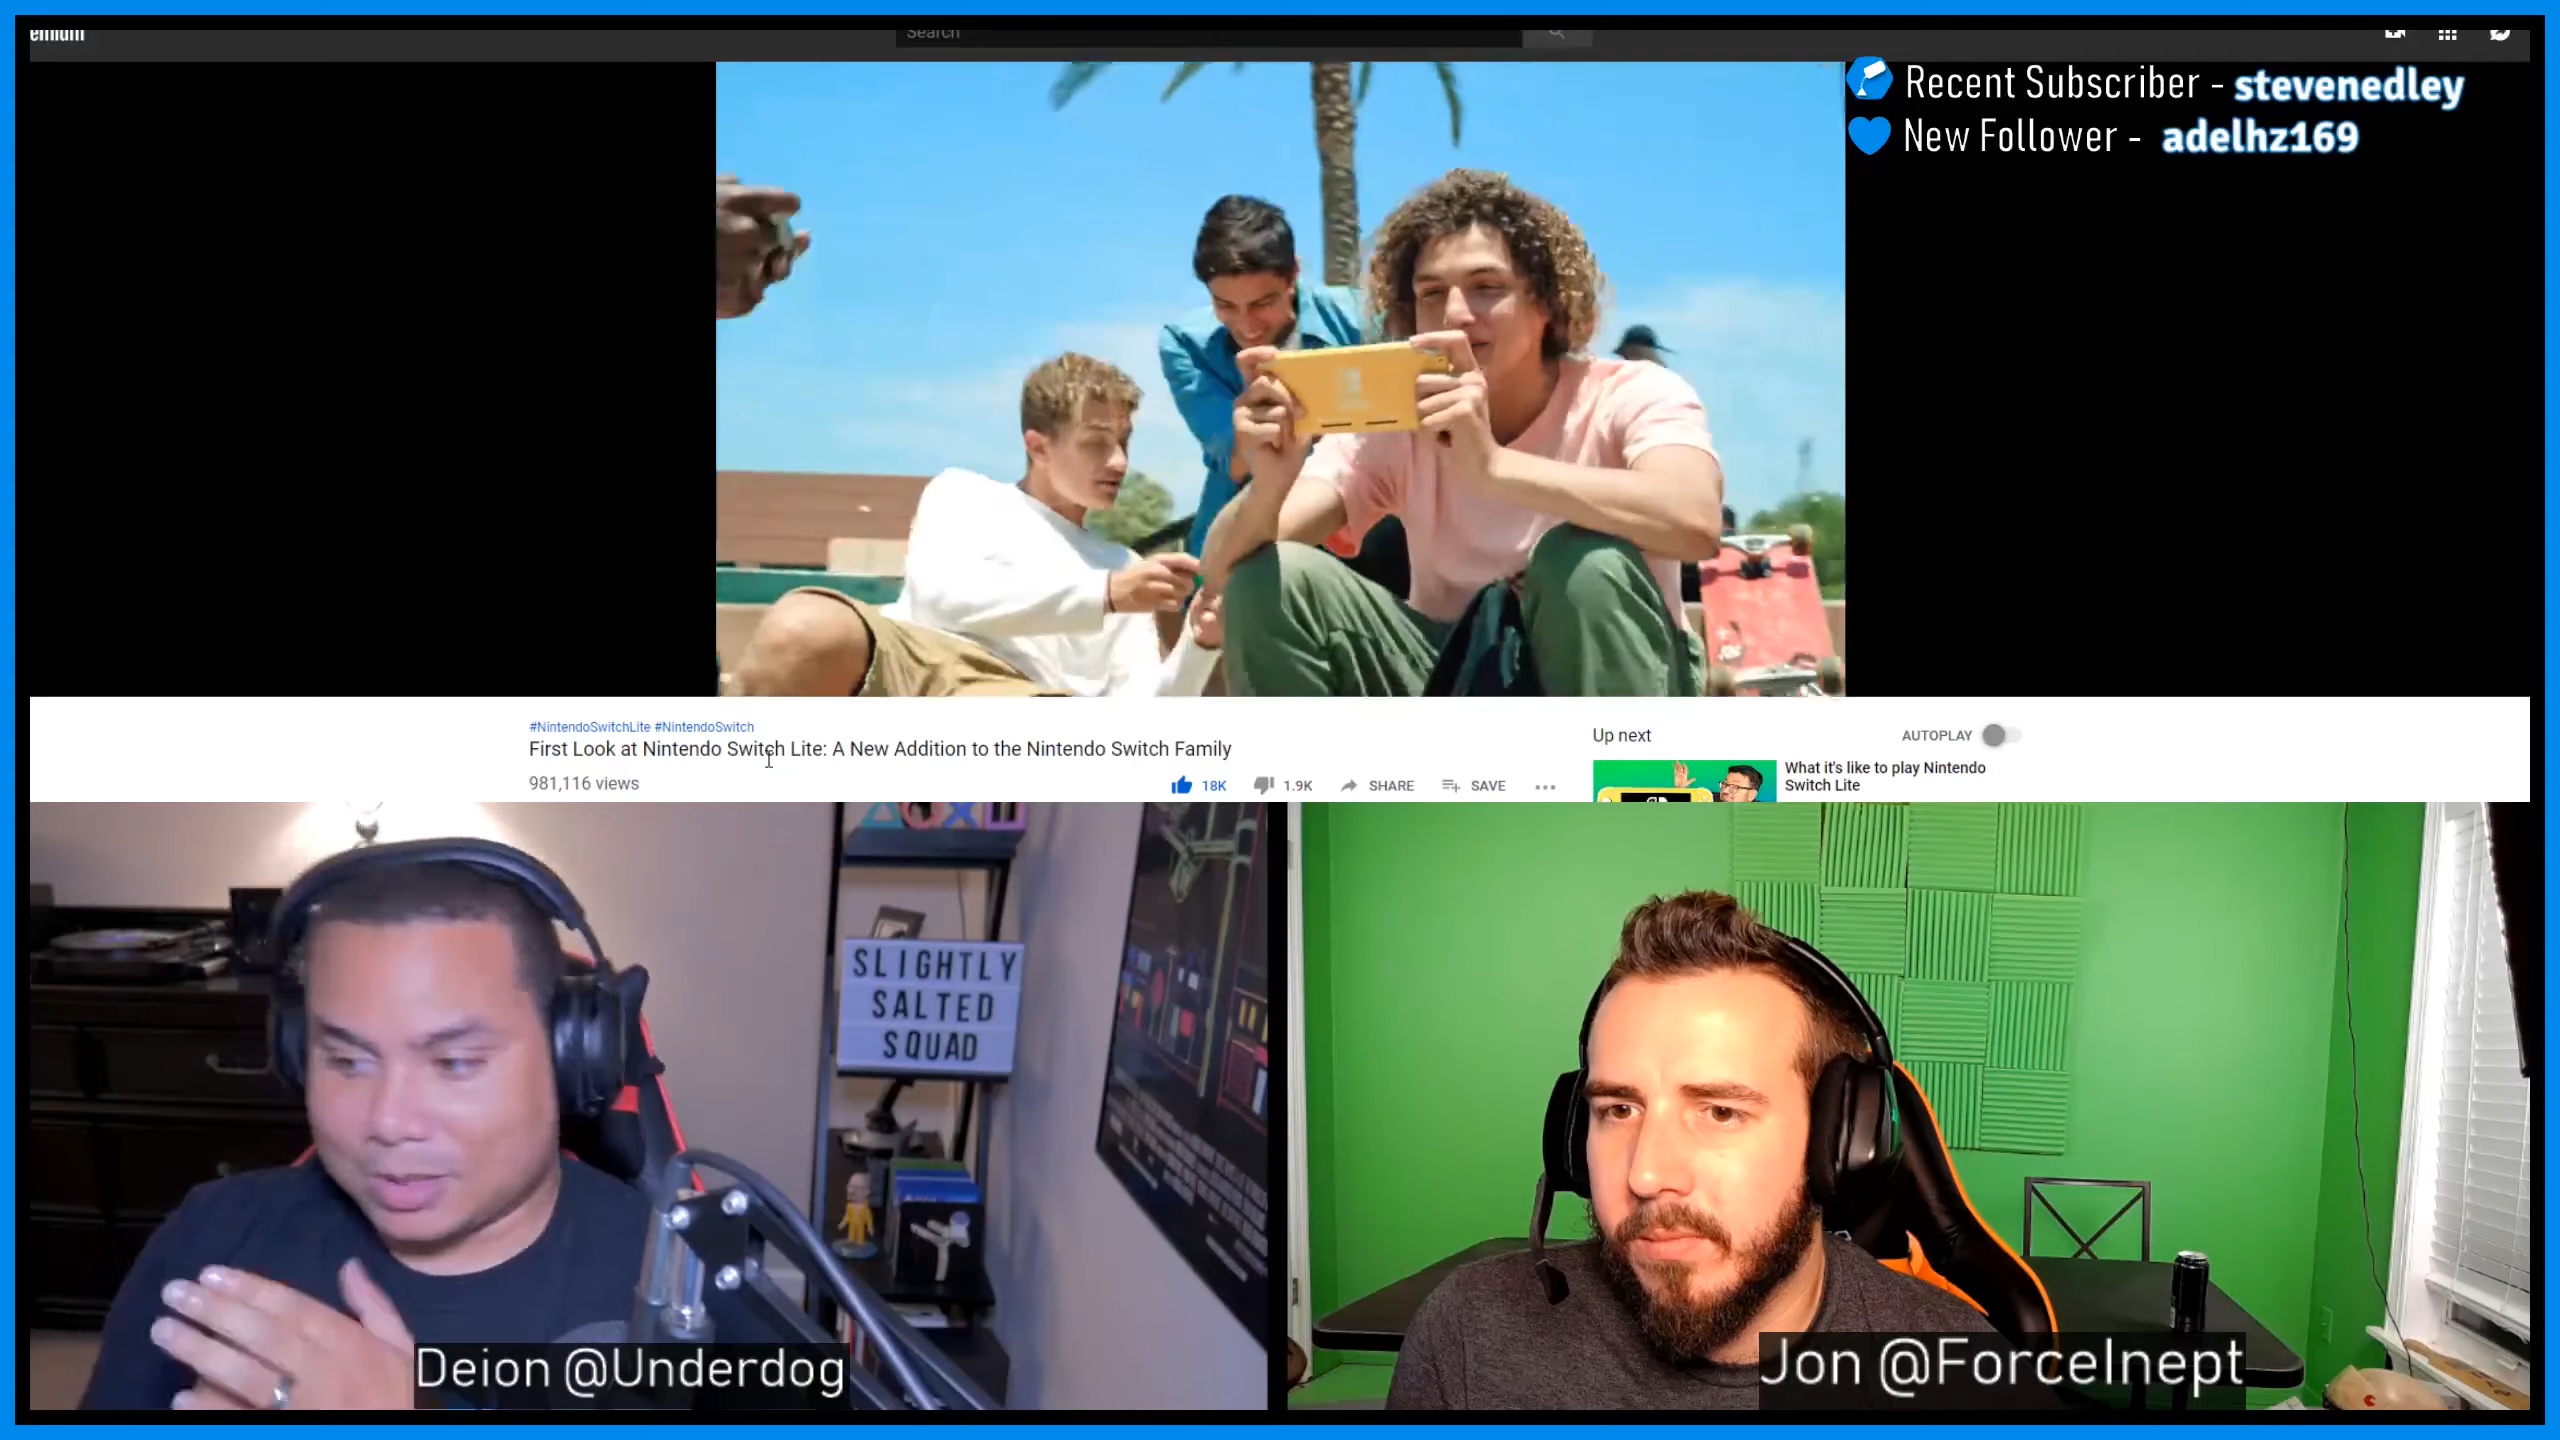 emium
Search
Recent Subscriber - stevenedley
New Follower - adelhz169
#NintendoSwitchLite #NintendoSwitch
First Look at Nintendo Switch Lite: A New Addition to the Nintendo Switch Family
981,116 views
18K
1.9K
SHARE
SAVE
Up next
AUTOPLAY
What it's like to play Nintendo
Switch Lite
SLIGHTLY
SALTED
SQUAD
Deion @Underdog
Jon @ForceInept